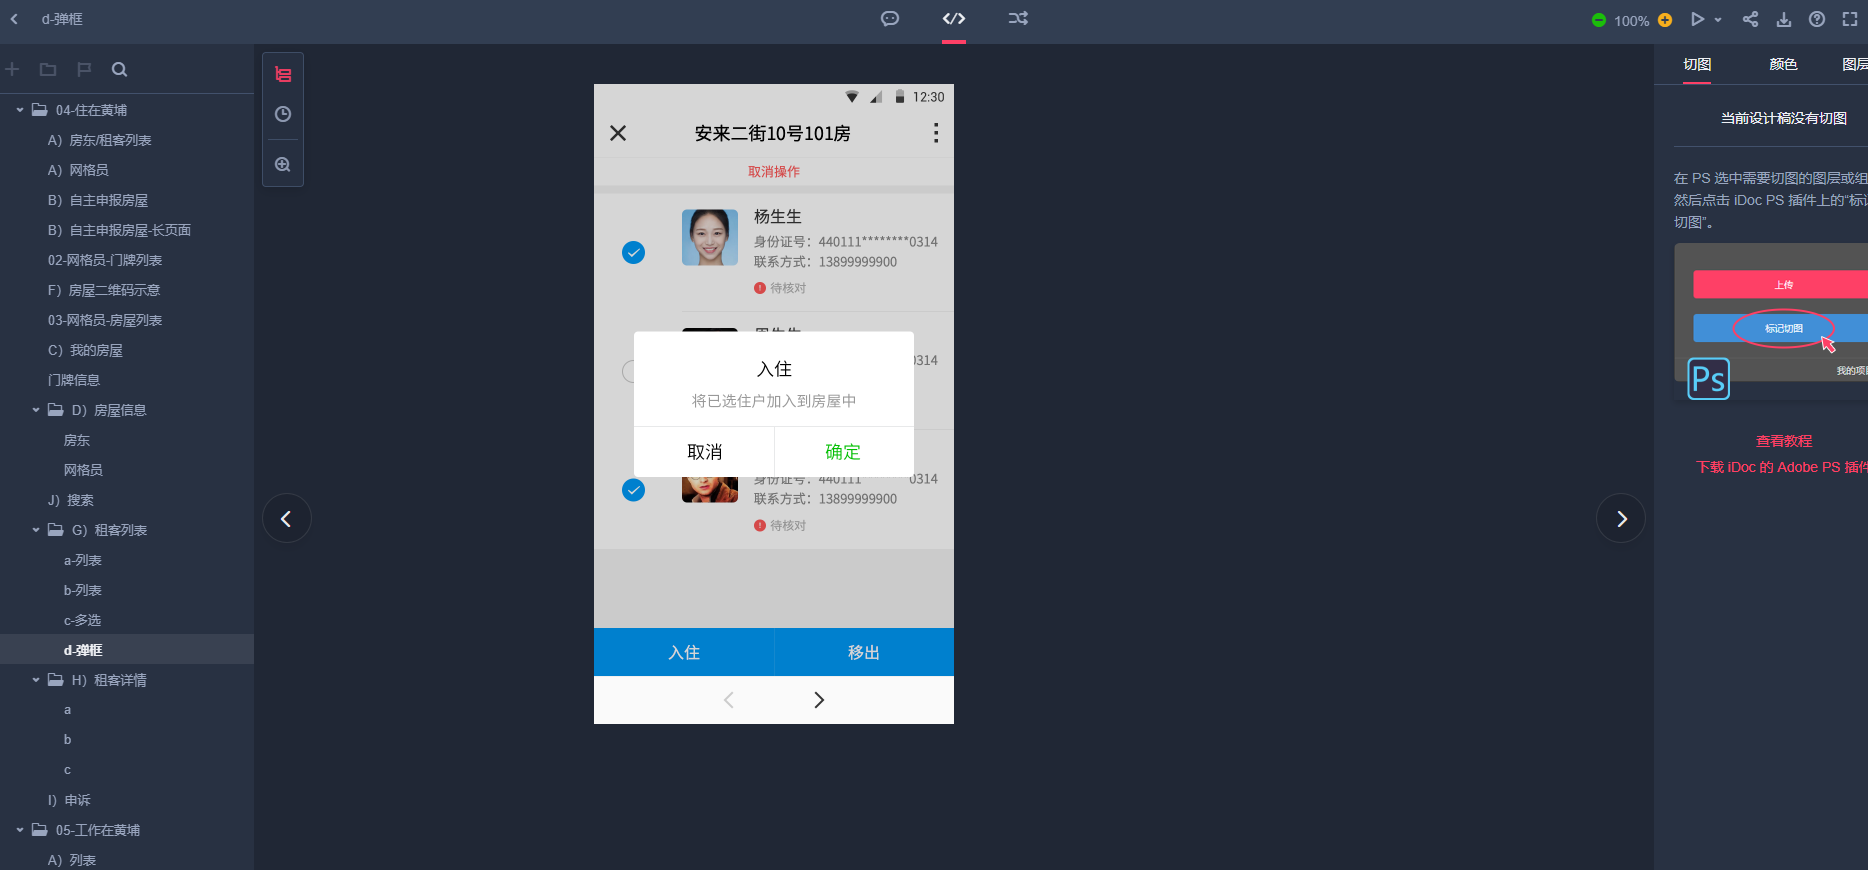 d-弹框
100%
04-住在黄埔
A）房东/租客列表
A）网格员
B）自主申报房屋
B）自主申报房屋-长页面
02-网格员-门牌列表
F）房屋二维码示意
03-网格员-房屋列表
C）我的房屋
门牌信息
D）房屋信息
房东
网格员
J）搜索
G）租客列表
a-列表
b-列表
c-多选
d-弹框
H）租客详情
a
b
c
I）申诉
05-工作在黄埔
A）列表
12:30
安来二街10号101房
取消操作
杨生生
身份证号：440111********0314
联系方式：13899999900
待核对
0314
入住
将已选住户加入到房屋中
取消
确定
身份证号：440111 0314
联系方式：13899999900
待核对
入住
移出
切图
颜色
图层
当前设计稿没有切图
在 PS 选中需要切图的图层或组
然后点击 iDoc PS 插件上的“标记
切图”。
上传
标记切图
我的项目
Ps
查看教程
下载 iDoc 的 Adobe PS 插件